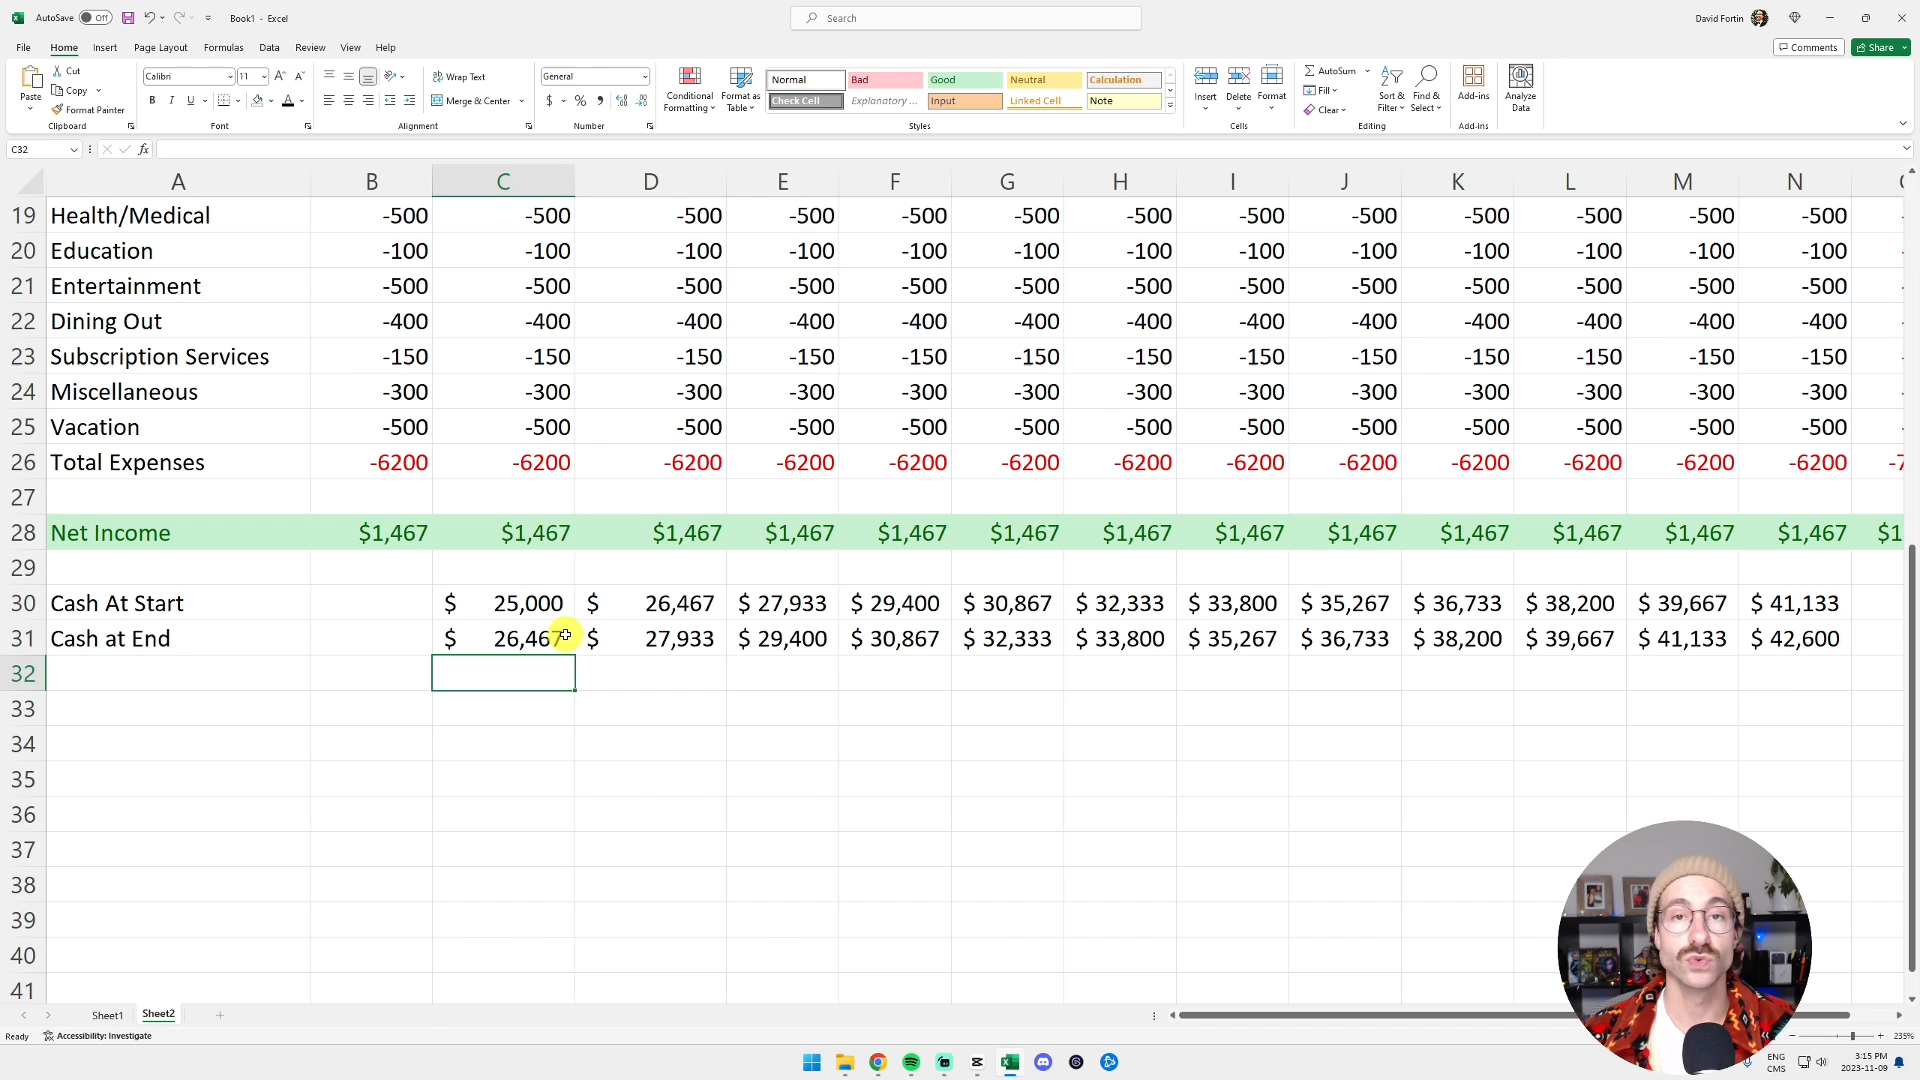 AutoSave Off Book1 - Excel Search David Fortin
File Home Insert Page Layout Formulas Data Review View Help Comments Share
Paste Cut Copy Format Painter Clipboard
Calibri 11 B I U A Font
Wrap Text Merge & Center Alignment
General $ % Number
Conditional Formatting Format as Table
Normal Bad Good Neutral Calculation
Check Cell Explanatory ... Input Linked Cell Note
Styles
Insert Delete Format Cells
AutoSum Fill Clear Sort & Filter Find & Select Editing
Add-ins Add-ins
Analyze Data
C32 fx
A B C D E F G H I J K L M N
19 Health/Medical -500 -500 -500 -500 -500 -500 -500 -500 -500 -500 -500 -500 -500
20 Education -100 -100 -100 -100 -100 -100 -100 -100 -100 -100 -100 -100 -100
21 Entertainment -500 -500 -500 -500 -500 -500 -500 -500 -500 -500 -500 -500 -500
22 Dining Out -400 -400 -400 -400 -400 -400 -400 -400 -400 -400 -400 -400 -400
23 Subscription Services -150 -150 -150 -150 -150 -150 -150 -150 -150 -150 -150 -150 -150
24 Miscellaneous -300 -300 -300 -300 -300 -300 -300 -300 -300 -300 -300 -300 -300
25 Vacation -500 -500 -500 -500 -500 -500 -500 -500 -500 -500 -500 -500 -500
26 Total Expenses -6200 -6200 -6200 -6200 -6200 -6200 -6200 -6200 -6200 -6200 -6200 -6200 -6200 -7
27
28 Net Income $1,467 $1,467 $1,467 $1,467 $1,467 $1,467 $1,467 $1,467 $1,467 $1,467 $1,467 $1,467 $1,467 $1
29
30 Cash At Start $ 25,000 $ 26,467 $ 27,933 $ 29,400 $ 30,867 $ 32,333 $ 33,800 $ 35,267 $ 36,733 $ 38,200 $ 39,667 $ 41,133
31 Cash at End $ 26,467 $ 27,933 $ 29,400 $ 30,867 $ 32,333 $ 33,800 $ 35,267 $ 36,733 $ 38,200 $ 39,667 $ 41,133 $ 42,600
32
33
34
35
36
37
38
39
40
41
Sheet1 Sheet2
Ready Accessibility: Investigate 235%
ENG CMS 3:15 PM 2023-11-09